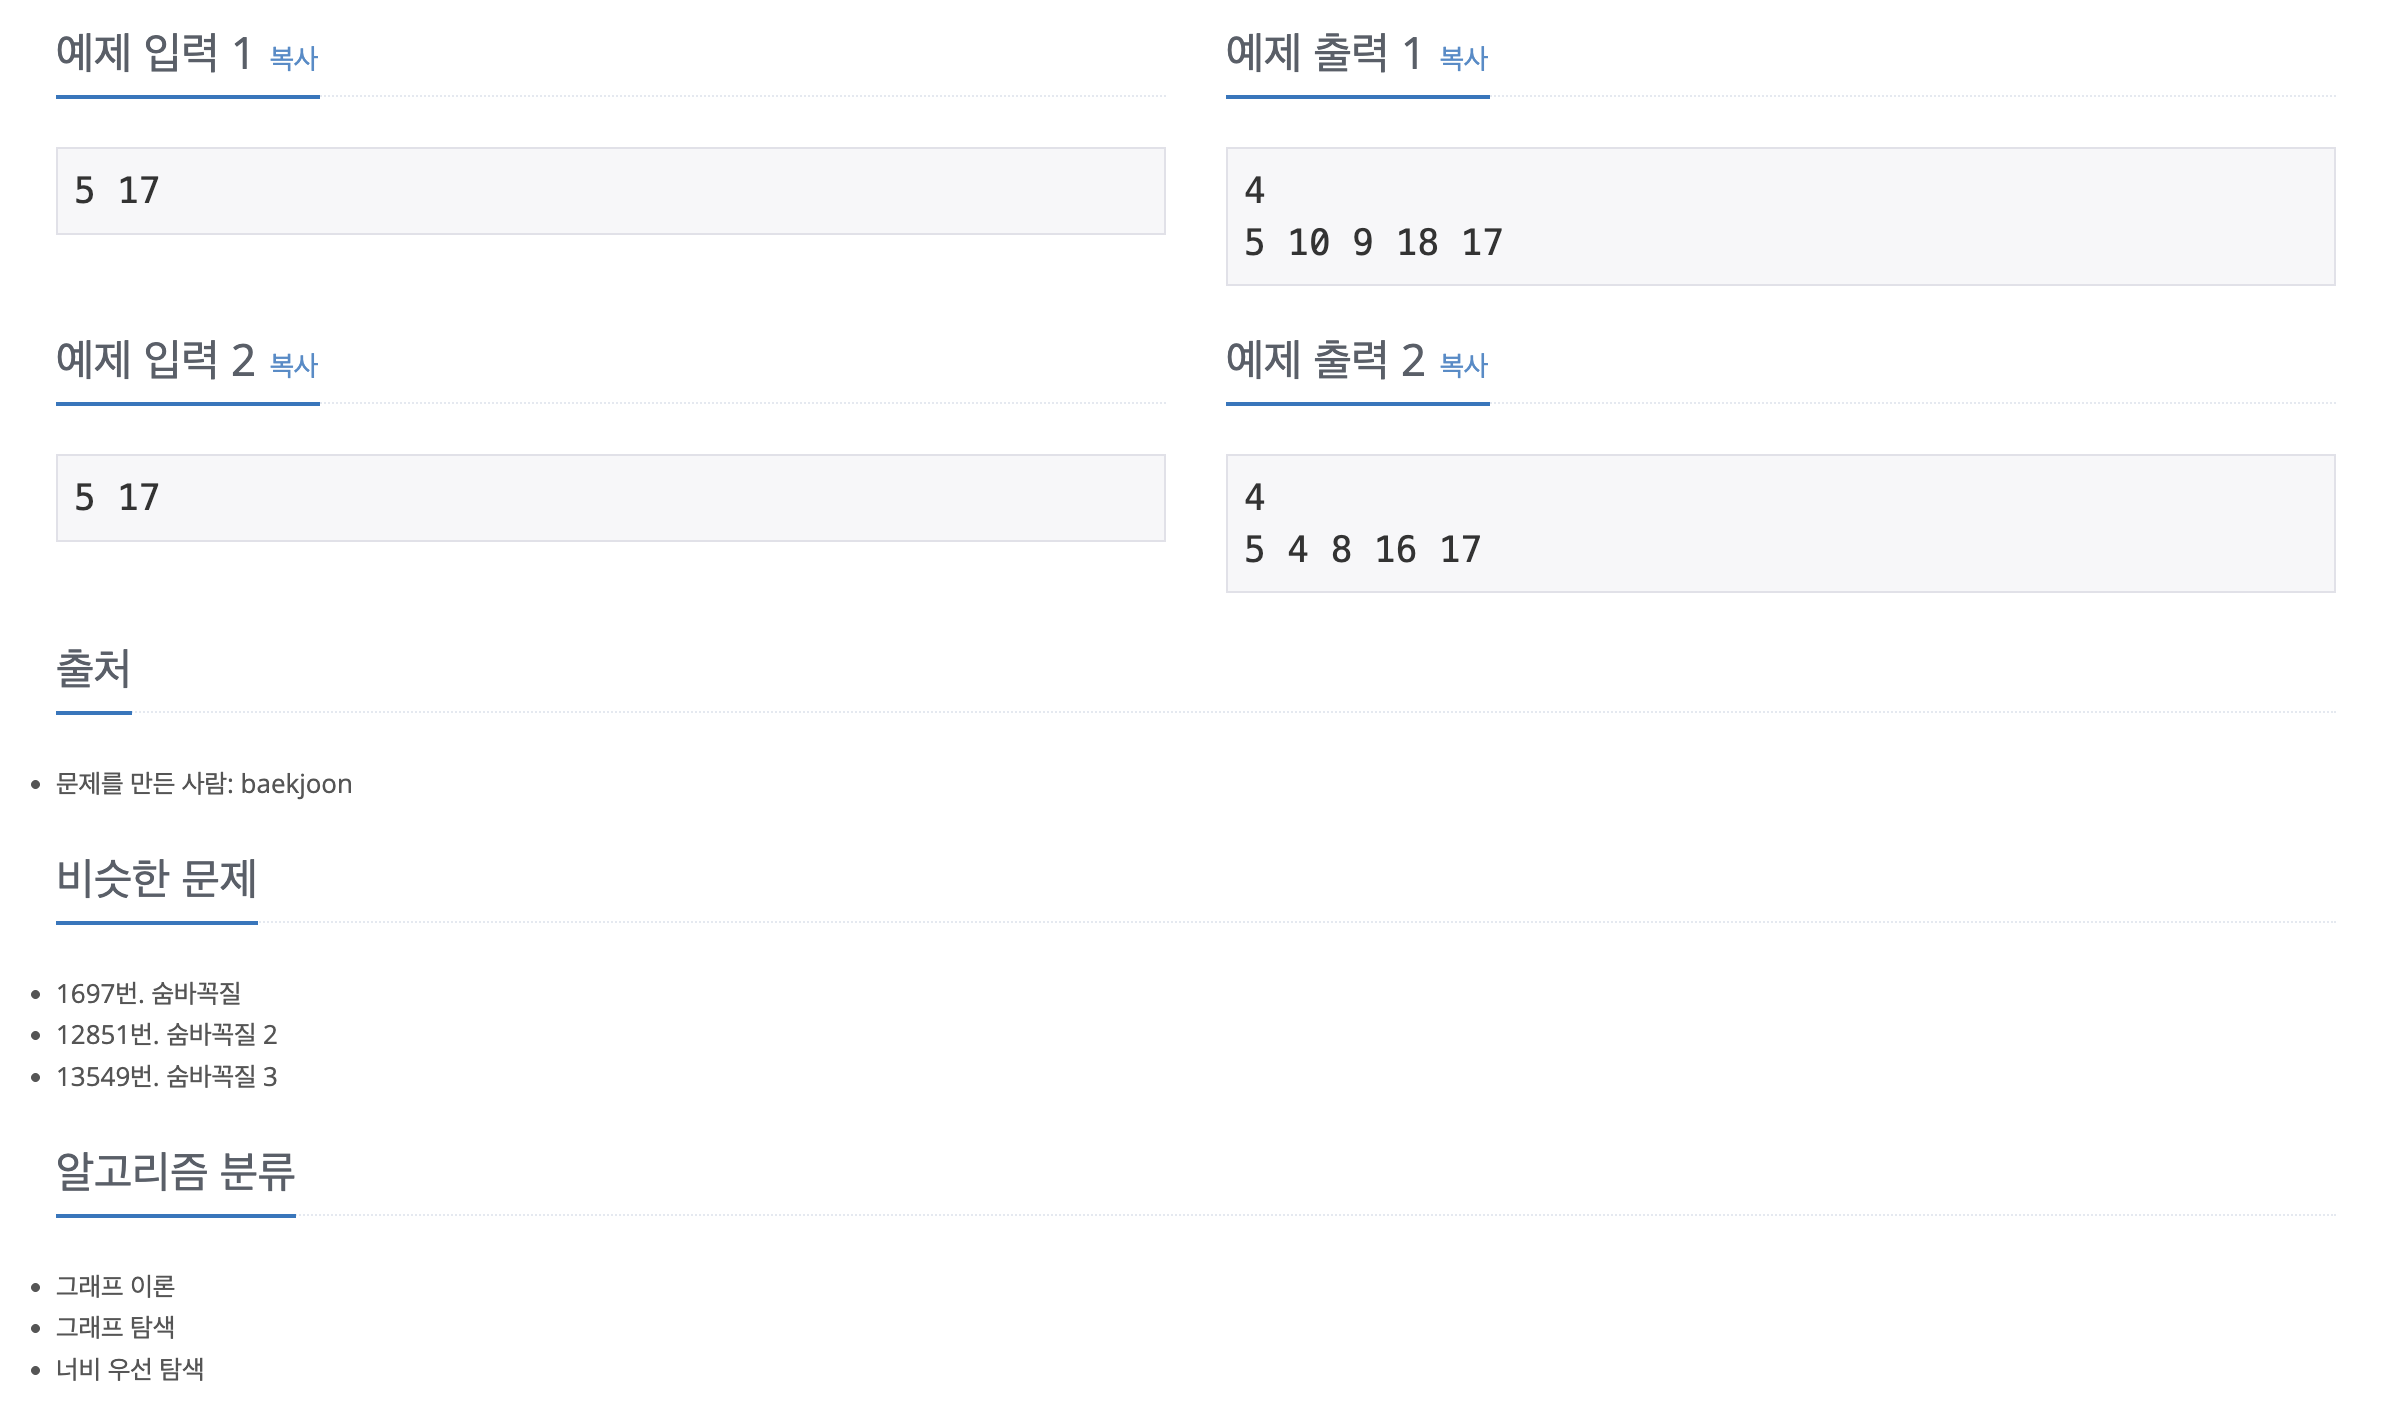 예제 입력 1 복사
5 17
예제 출력 1 복사
4
5 10 9 18 17
예제 입력 2 복사
5 17
예제 출력 2 복사
4
5 4 8 16 17
출처
문제를 만든 사람: baekjoon
비슷한 문제
1697번. 숨바꼭질
12851번. 숨바꼭질 2
13549번. 숨바꼭질 3
알고리즘 분류
그래프 이론
그래프 탐색
너비 우선 탐색